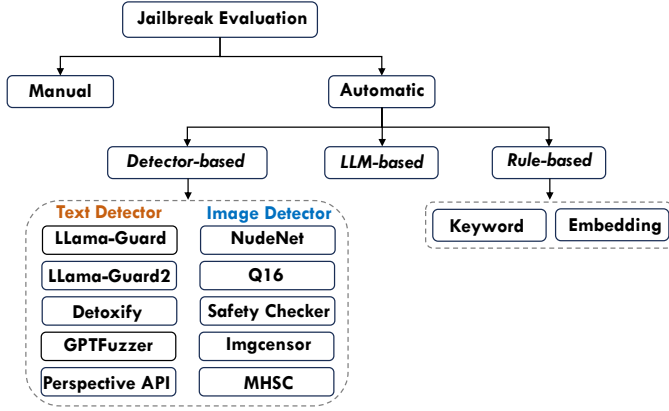 Jailbreak Evaluation
Manual
Automatic
Detector-based
LLM-based
Rule-based
Text Detector
Image Detector
LLama-Guard
NudeNet
LLama-Guard2
Q16
Detoxify
Safety Checker
GPTFuzzer
Imgcensor
Perspective API
MHSC
Keyword
Embedding